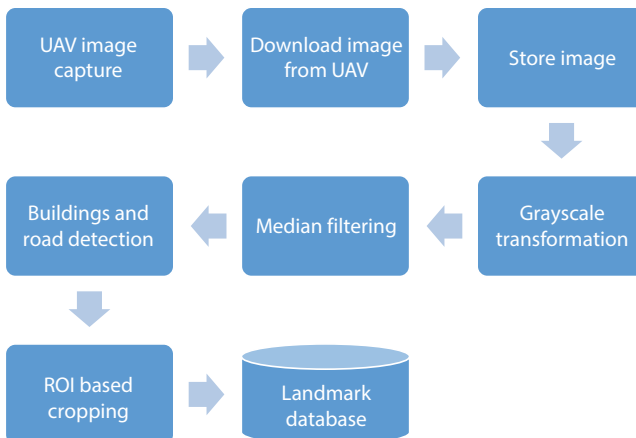 UAV image
capture
Download image
from UAV
Store image
Grayscale
transformation
Median filtering
Buildings and
road detection
ROI based
cropping
Landmark
database